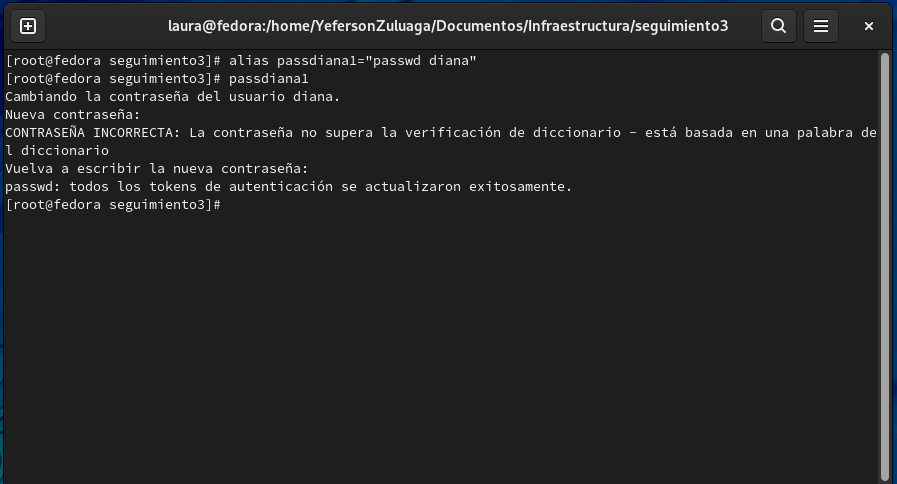 laura@fedora:/home/YefersonZuluaga/Documentos/Infraestructura/seguimiento3
[root@fedora seguimiento3]# alias passdiana1="passwd diana"
[root@fedora seguimiento3]# passdiana1
Cambiando la contraseña del usuario diana.
Nueva contraseña:
CONTRASEÑA INCORRECTA: La contraseña no supera la verificación de diccionario - está basada en una palabra de
l diccionario
Vuelva a escribir la nueva contraseña:
passwd: todos los tokens de autenticación se actualizaron exitosamente.
[root@fedora seguimiento3]#